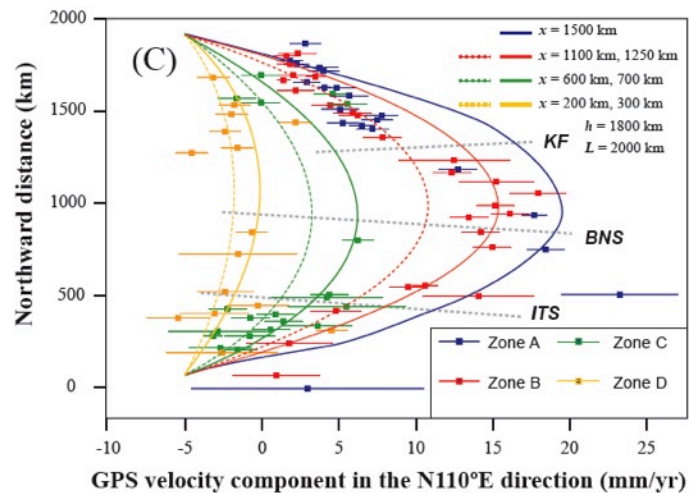 (C)
x = 1500 km
x = 1100 km, 1250 km
x = 600 km, 700 km
x = 200 km, 300 km
h = 1800 km
L = 2000 km
KF
BNS
ITS
Zone A
Zone C
Zone B
Zone D
Northward distance (km)
2000
1500
1000
500
0
-10
-5
0
5
10
15
20
25
GPS velocity component in the N110ºE direction (mm/yr)